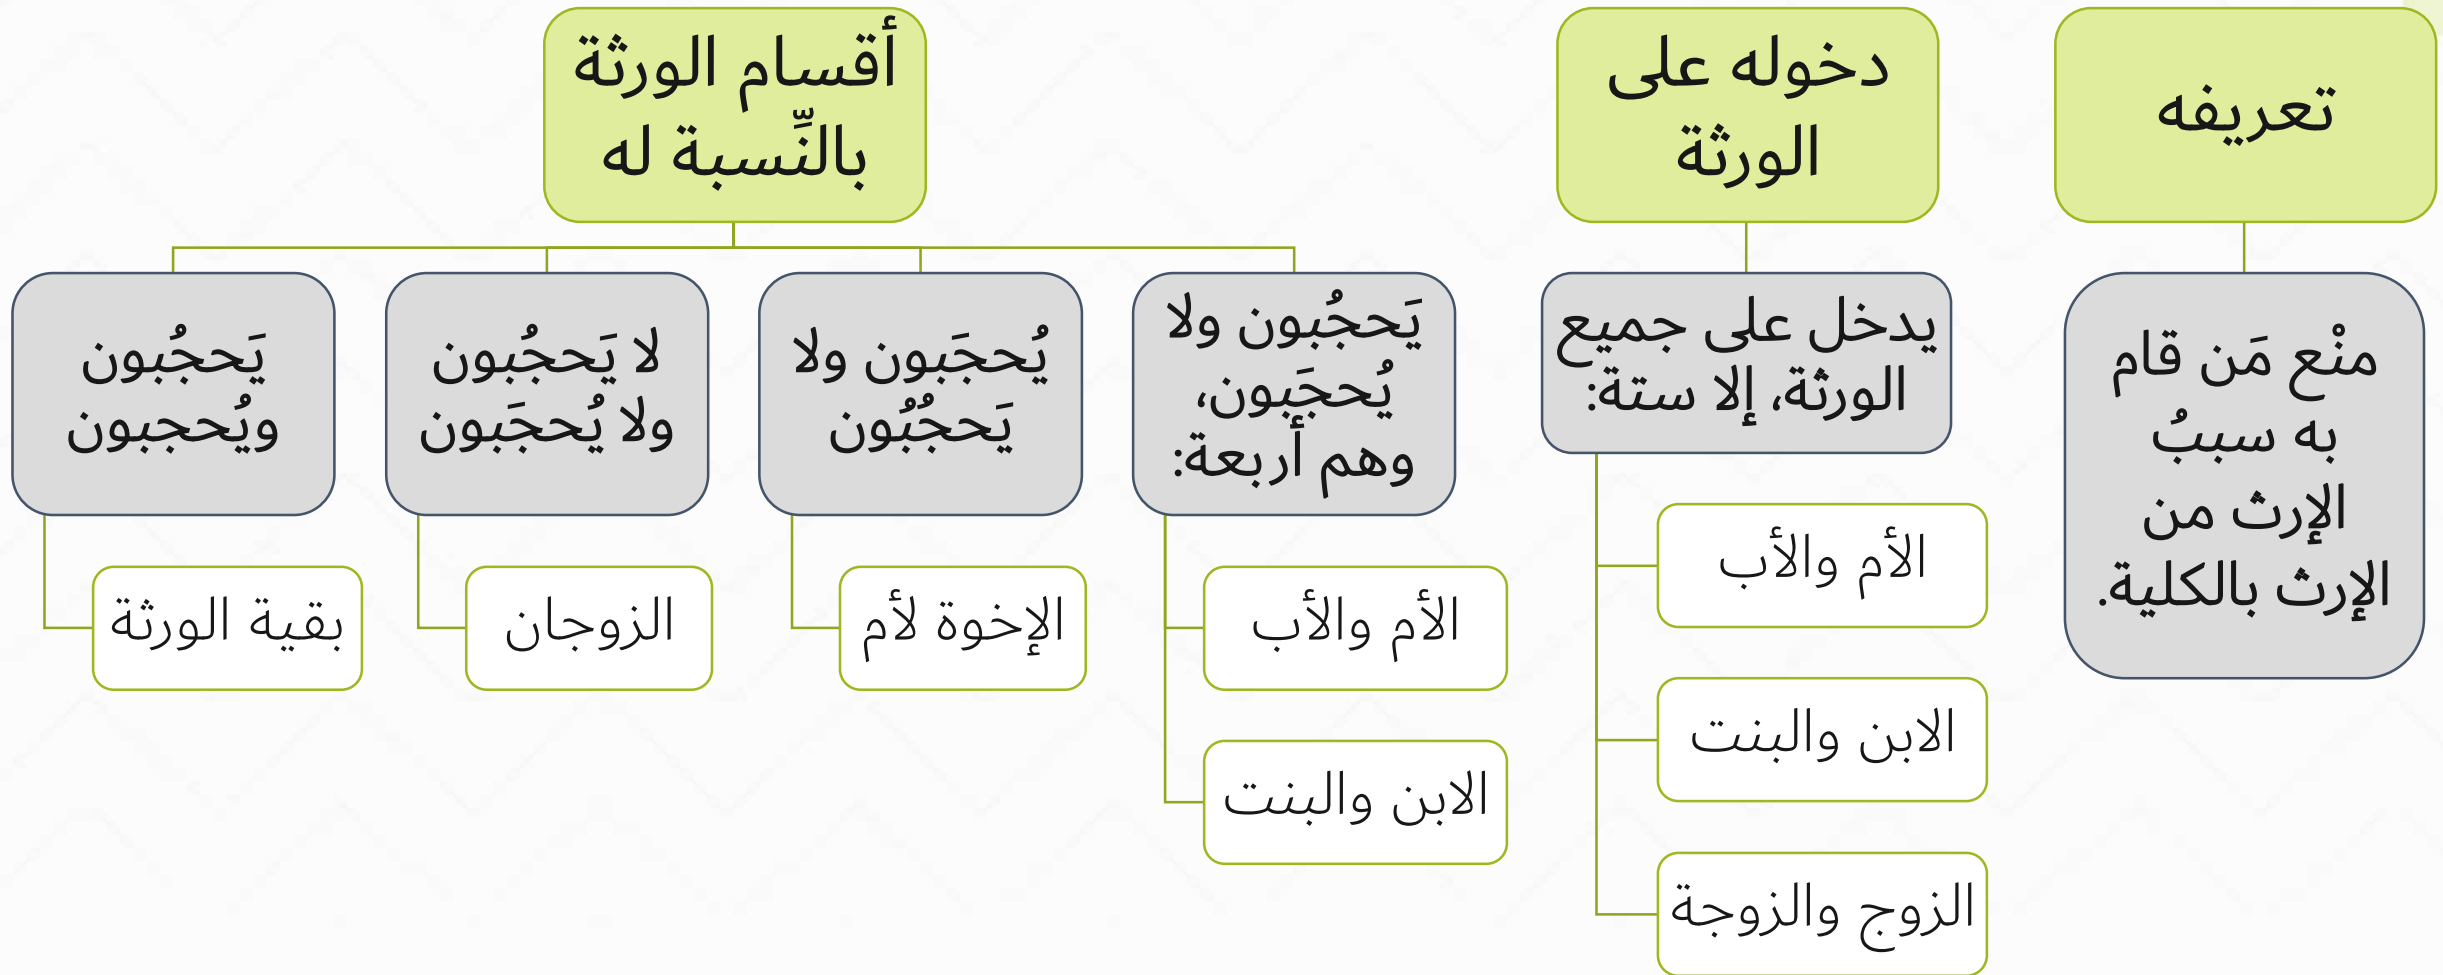 تعريفه
منْع مَن قام
به سببُ
الإرث من
الإرث بالكلية.
دخوله على
الورثة
يدخل على جميع
الورثة، إلا ستة:
الأم والأب
الابن والبنت
الزوج والزوجة
أقسام الورثة
بالنِّسبة له
يَحجُبون ولا
يُحجَبون،
وهم أربعة:
الأم والأب
الابن والبنت
يُحجَبون ولا
يَحجُبُون
الإخوة لأم
لا يَحجُبون
ولا يُحجَبون
الزوجان
يَحجُبون
ويُحجبون
بقية الورثة